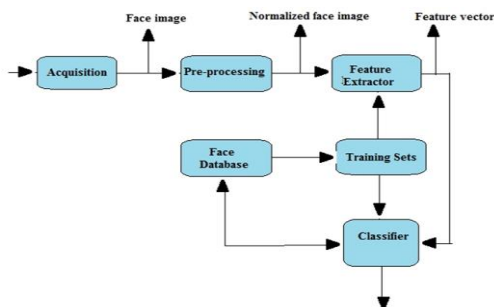 Face image
Normalized face image
Feature vector
Acquisition
Pre-processing
Feature
Extractor
Face
Database
Training Sets
Classifier